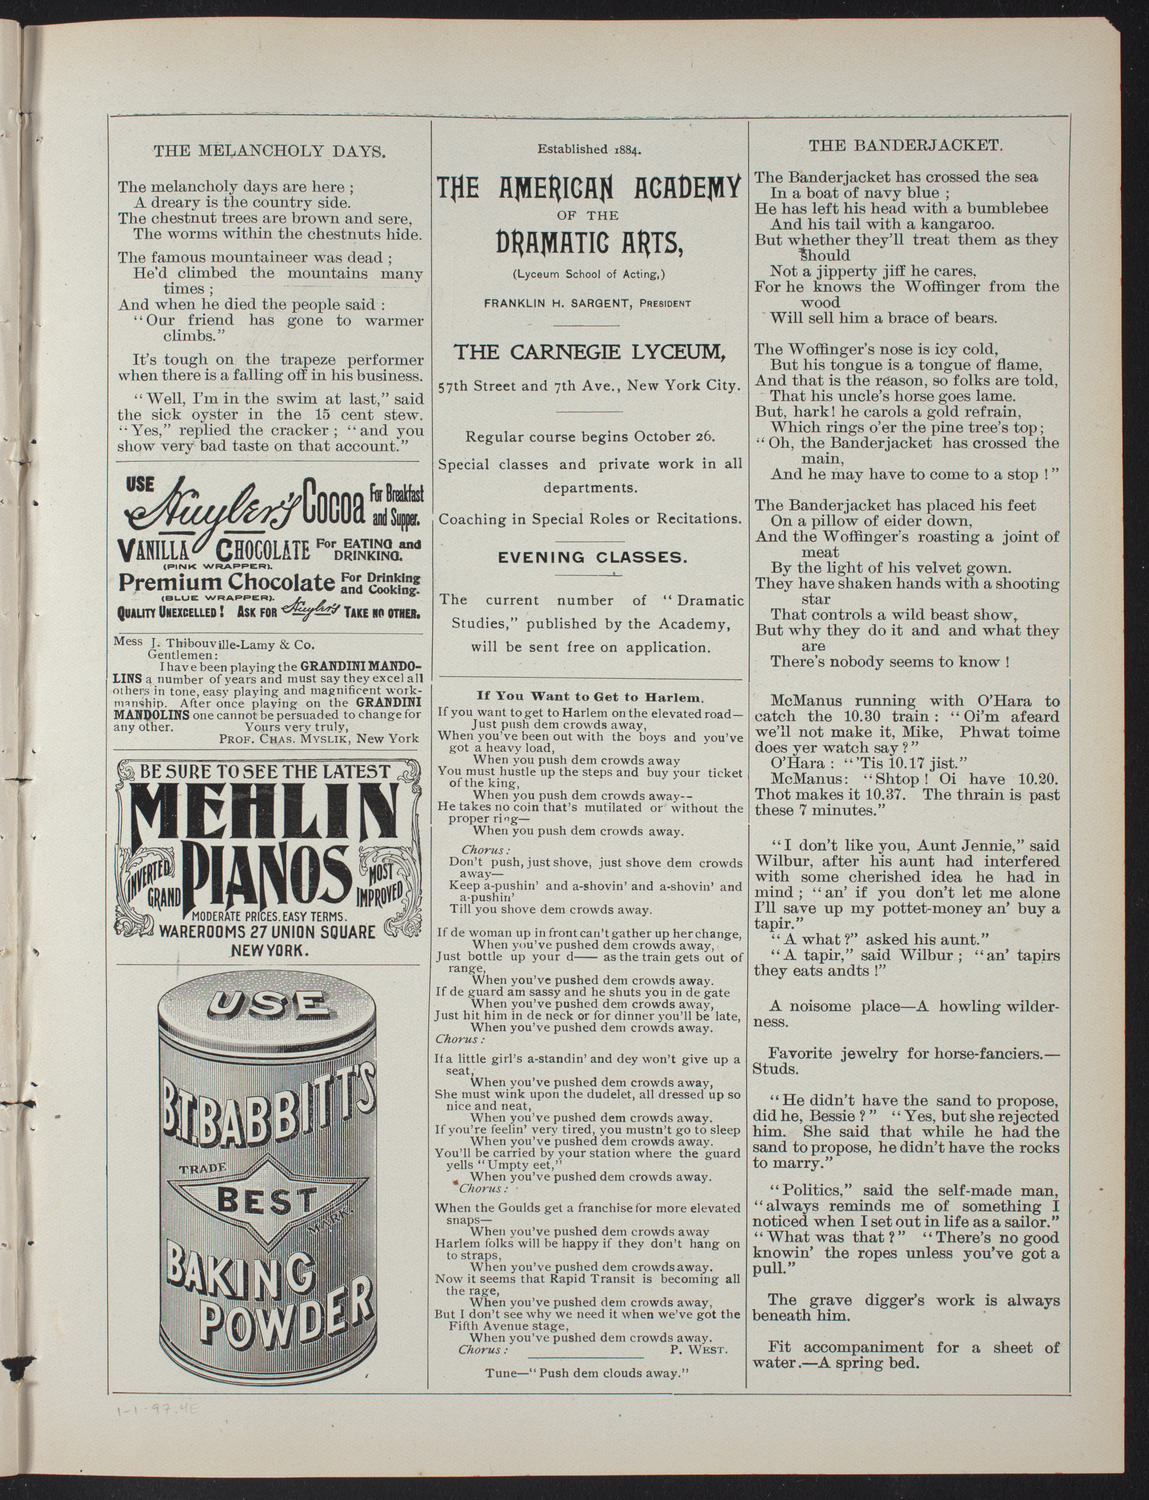 THE MELANCHOLY DAYS.
The melancholy days are here ;
A dreary is the country side.
The chestnut trees are brown and sere,
The worms within the chestnuts hide.
The famous mountaineer was dead ;
He'd climbed the mountains many
times ;
And when he died the people said :
“Our friend has gone to warmer
climbs.”
It's tough on the trapeze performer
when there is a falling off in his business.
“Well, I'm in the swim at last,” said
the sick oyster in the 15 cent stew.
“Yes,” replied the cracker ; “and you
show very bad taste on that account.”
USE Huyler's Cocoa For Breakfast
and Supper.
VANILLA CHOCOLATE For EATING and
DRINKING.
(PINK WRAPPER).
Premium Chocolate For Drinking
and Cooking.
(BLUE WRAPPER).
QUALITY UNEXCELLED! ASK FOR Huyler's TAKE NO OTHER.
Mess J. Thibouville-Lamy & Co.
Gentlemen:
I have been playing the GRANDINI MANDO-
LINS a number of years and must say they excel all
others in tone, easy playing and magnificent work-
manship. After once playing on the GRANDINI
MANDOLINS one cannot be persuaded to change for
any other. Yours very truly,
PROF. CHAS. MYSLIK, New York
BE SURE TO SEE THE LATEST
MEHLIN
PIANOS
INVERTED
GRAND
MOST
IMPROVED
MODERATE PRICES. EASY TERMS.
WAREROOMS 27 UNION SQUARE
NEW YORK.
USE
B.T. BABBITT'S
TRADE
BEST
MARK
BAKING
POWDER
Established 1884.
THE AMERICAN ACADEMY
OF THE
DRAMATIC ARTS,
(Lyceum School of Acting,)
FRANKLIN H. SARGENT, PRESIDENT
THE CARNEGIE LYCEUM,
57th Street and 7th Ave., New York City.
Regular course begins October 26.
Special classes and private work in all
departments.
Coaching in Special Roles or Recitations.
EVENING CLASSES.
The current number of “Dramatic
Studies,” published by the Academy,
will be sent free on application.
If You Want to Get to Harlem.
If you want to get to Harlem on the elevated road—
Just push dem crowds away,
When you've been out with the boys and you've
got a heavy load,
When you push dem crowds away
You must hustle up the steps and buy your ticket
of the king,
When you push dem crowds away--
He takes no coin that's mutilated or without the
proper ring—
When you push dem crowds away.
Chorus :
Don't push, just shove, just shove dem crowds
away—
Keep a-pushin' and a-shovin' and a-shovin' and
a-pushin'
Till you shove dem crowds away.
If de woman up in front can't gather up her change,
When you've pushed dem crowds away,
Just bottle up your d—— as the train gets out of
range,
When you've pushed dem crowds away.
If de guard am sassy and he shuts you in de gate
When you've pushed dem crowds away,
Just hit him in de neck or for dinner you'll be late,
When you've pushed dem crowds away.
Chorus :
If a little girl's a-standin' and dey won't give up a
seat,
When you've pushed dem crowds away,
She must wink upon the dudelet, all dressed up so
nice and neat,
When you've pushed dem crowds away.
If you're feelin' very tired, you mustn't go to sleep
When you've pushed dem crowds away.
You'll be carried by your station where the guard
yells “Umpty eet,”
When you've pushed dem crowds away.
Chorus :
When the Goulds get a franchise for more elevated
snaps—
When you've pushed dem crowds away
Harlem folks will be happy if they don't hang on
to straps,
When you've pushed dem crowds away.
Now it seems that Rapid Transit is becoming all
the rage,
When you've pushed dem crowds away,
But I don't see why we need it when we've got the
Fifth Avenue stage,
When you've pushed dem crowds away.
Chorus : P. WEST.
Tune—“Push dem clouds away.”
THE BANDERJACKET.
The Banderjacket has crossed the sea
In a boat of navy blue ;
He has left his head with a bumblebee
And his tail with a kangaroo.
But whether they'll treat them as they
should
Not a jipperty jiff he cares,
For he knows the Woffinger from the
wood
Will sell him a brace of bears.
The Woffinger's nose is icy cold,
But his tongue is a tongue of flame,
And that is the reason, so folks are told,
That his uncle's horse goes lame.
But, hark! he carols a gold refrain,
Which rings o'er the pine tree's top ;
“Oh, the Banderjacket has crossed the
main,
And he may have to come to a stop !”
The Banderjacket has placed his feet
On a pillow of eider down,
And the Woffinger's roasting a joint of
meat
By the light of his velvet gown.
They have shaken hands with a shooting
star
That controls a wild beast show,
But why they do it and and what they
are
There's nobody seems to know !
McManus running with O'Hara to
catch the 10.30 train : “Oi'm afeard
we'll not make it, Mike, Phwat toime
does yer watch say ?”
O'Hara : “'Tis 10.17 jist.”
McManus: “Shtop ! Oi have 10.20.
Thot makes it 10.37. The thrain is past
these 7 minutes.”
“I don't like you, Aunt Jennie,” said
Wilbur, after his aunt had interfered
with some cherished idea he had in
mind ; “an' if you don't let me alone
I'll save up my pottet-money an' buy a
tapir.”
“A what ?” asked his aunt.”
“A tapir,” said Wilbur ; “an' tapirs
they eats andts !”
A noisome place—A howling wilder-
ness.
Favorite jewelry for horse-fanciers.—
Studs.
“He didn't have the sand to propose,
did he, Bessie ?” “Yes, but she rejected
him. She said that while he had the
sand to propose, he didn't have the rocks
to marry.”
“Politics,” said the self-made man,
“always reminds me of something I
noticed when I set out in life as a sailor.”
“What was that ?” “There's no good
knowin' the ropes unless you've got a
pull.”
The grave digger's work is always
beneath him.
Fit accompaniment for a sheet of
water.—A spring bed.
1-1-97.4E